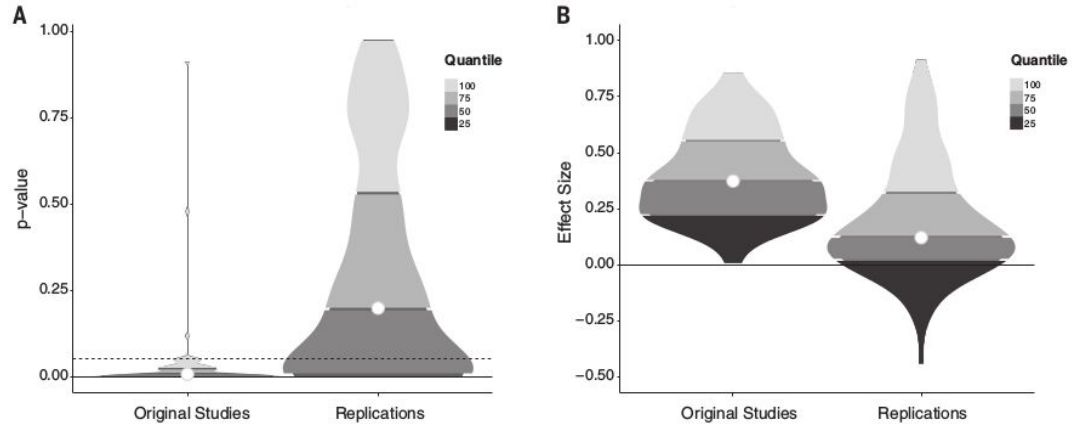 A
1.00
0.75
0.50
0.25
0.00
p-value
Quantile
100
75
50
25
Original Studies
Replications
B
1.00
0.75
0.50
0.25
0.00
−0.25
−0.50
Effect Size
Quantile
100
75
50
25
Original Studies
Replications